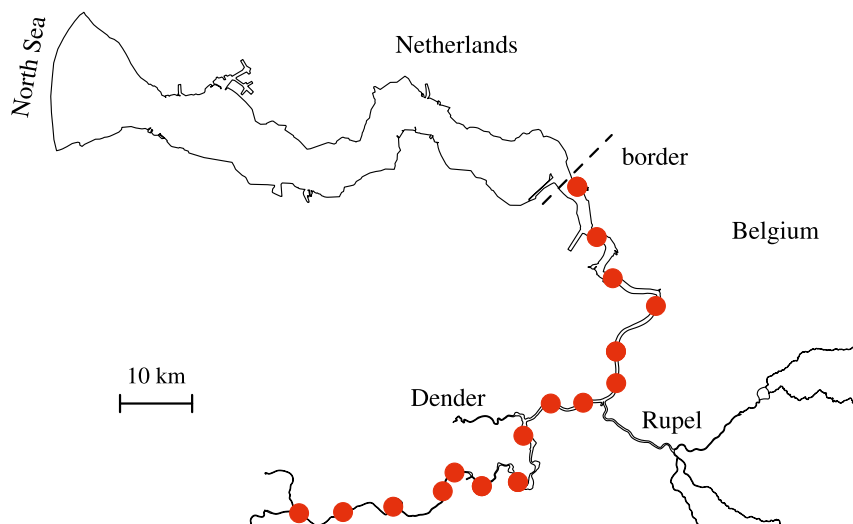 North Sea
Netherlands
border
Belgium
10 km
Dender
Rupel